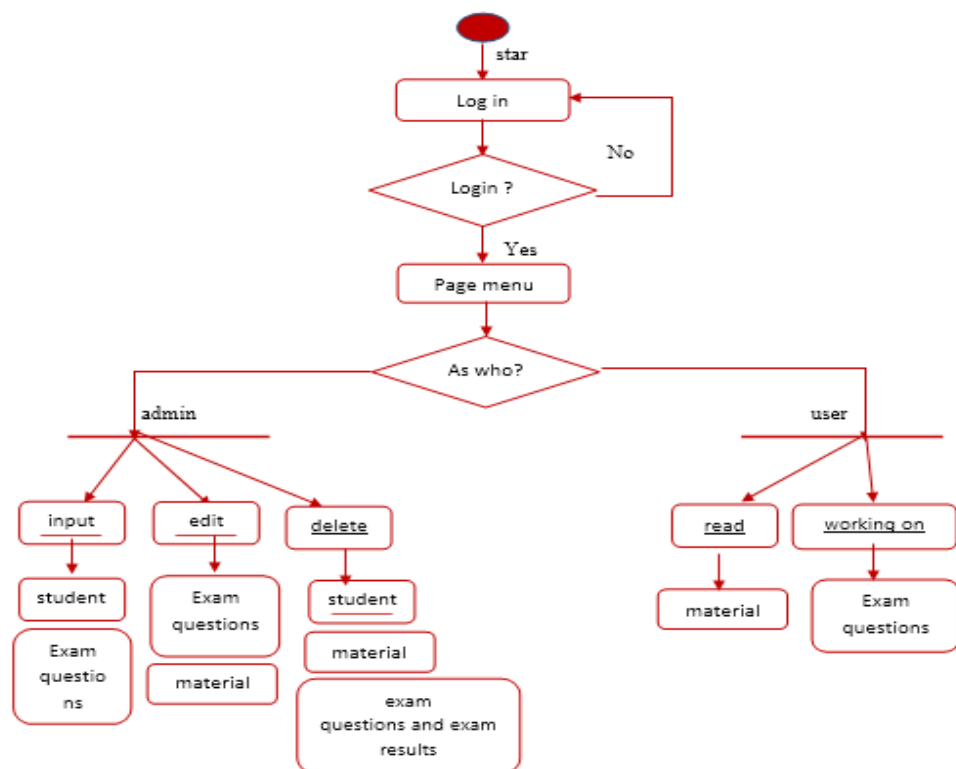 star
Log in
No
Login ?
Yes
Page menu
As who?
admin
user
input
edit
delete
read
working on
student
Exam
questions
student
material
Exam
questions
Exam
questio
ns
material
material
exam
questions and exam
results